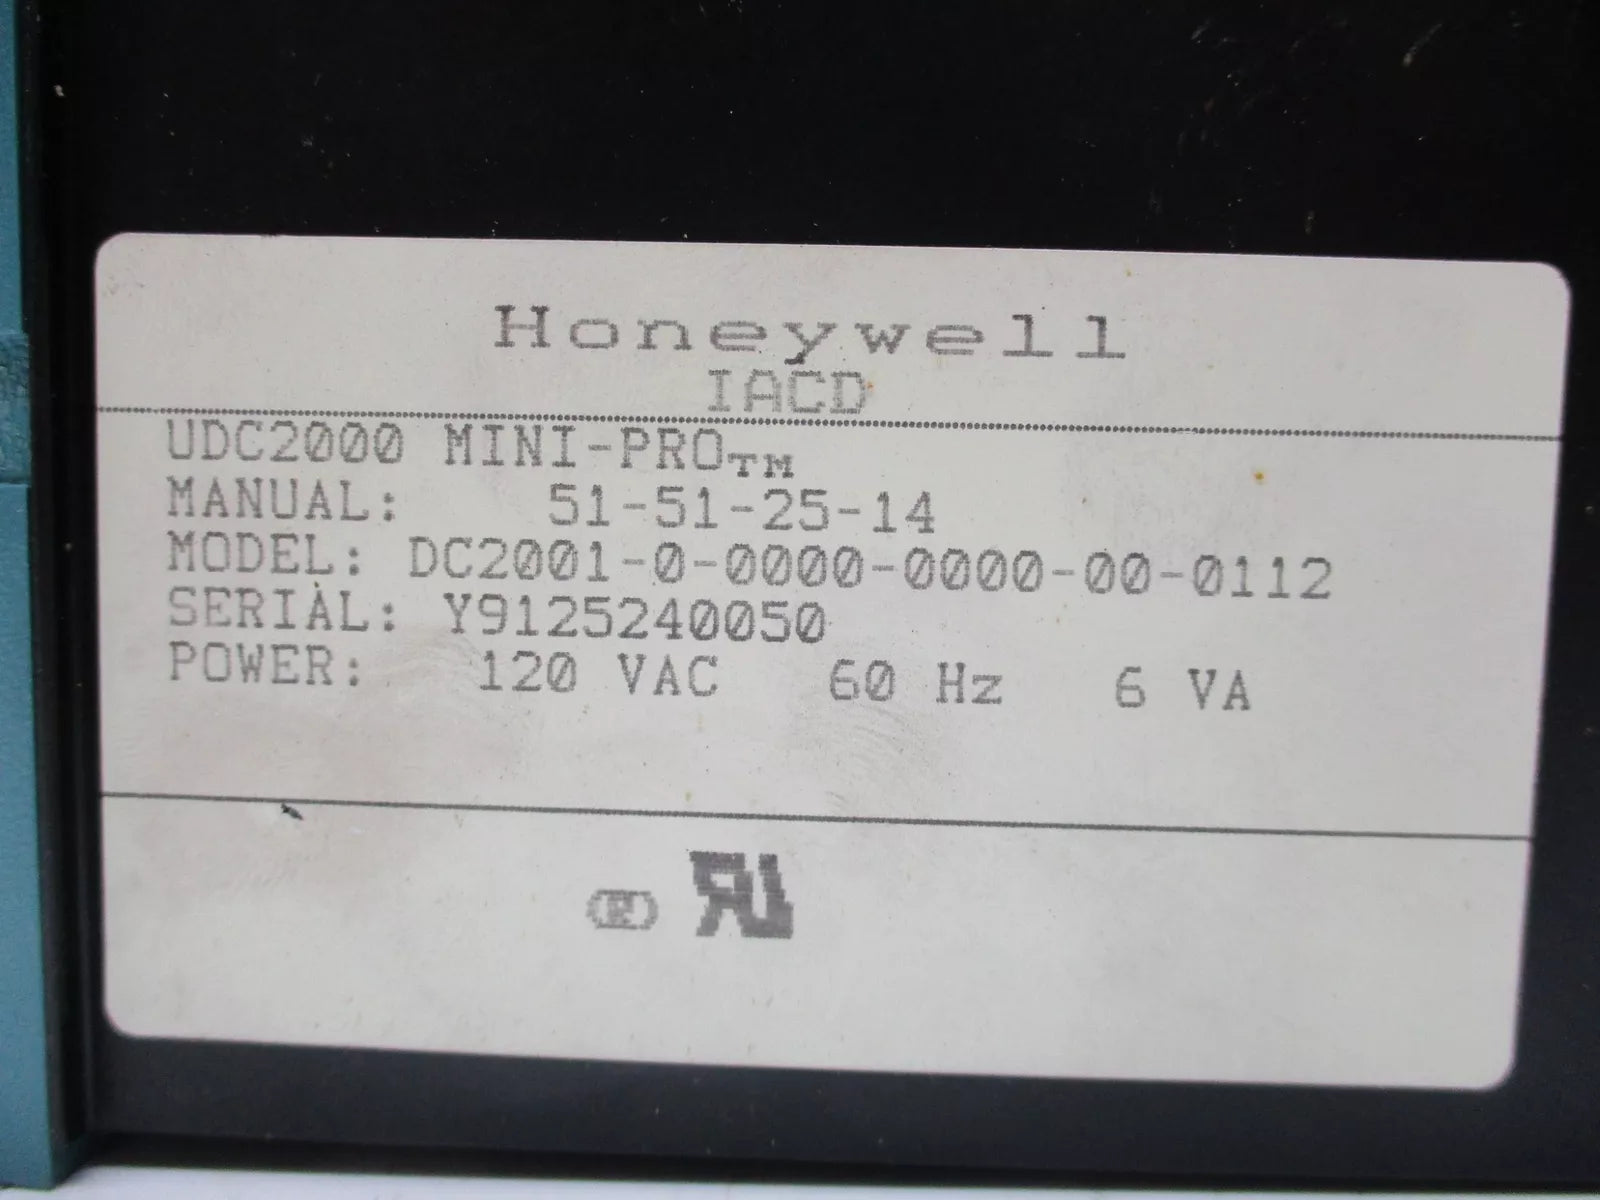 Honeywell
IACD
UDC2000 MINI-PRO™
MANUAL: 51-51-25-14
MODEL: DC2001-0-0000-0000-00-0112
SERIAL: Y9125240050
POWER: 120 VAC 60 Hz 6 VA